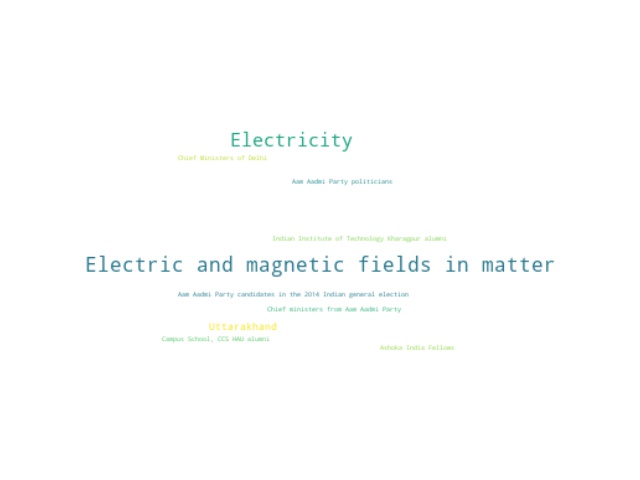 Electricity
Chief Ministers of Delhi
Aam Aadmi Party politicians
Indian Institute of Technology Kharagpur alumni
Electric and magnetic fields in matter
Aam Aadmi Party candidates in the 2014 Indian general election
Chief ministers from Aam Aadmi Party
Uttarakhand
Campus School, CCS HAU alumni
Ashoka India Fellows